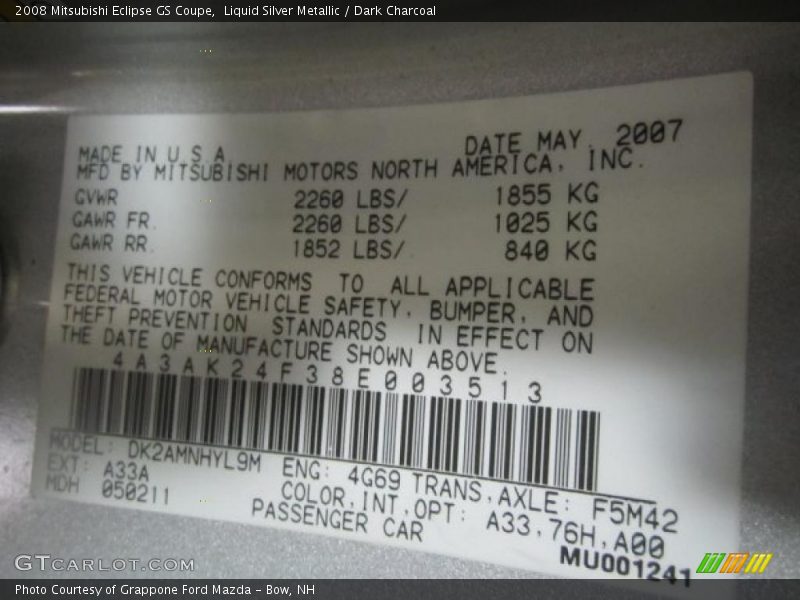 2008 Mitsubishi Eclipse GS Coupe, Liquid Silver Metallic / Dark Charcoal
MADE IN U S A DATE MAY. 2007
MFD BY MITSUBISHI MOTORS NORTH AMERICA, INC.
GVWR 2260 LBS/ 1855 KG
GAWR FR. 2260 LBS/ 1025 KG
GAWR RR. 1852 LBS/ 840 KG
THIS VEHICLE CONFORMS TO ALL APPLICABLE
FEDERAL MOTOR VEHICLE SAFETY, BUMPER, AND
THEFT PREVENTION STANDARDS IN EFFECT ON
THE DATE OF MANUFACTURE SHOWN ABOVE.
4A3AK24F38E003513
MODEL: DK2AMNHYL9M ENG: 4G69 TRANS,AXLE: F5M42
EXT: A33A COLOR,INT,OPT: A33,76H,A00
MDH 050211 PASSENGER CAR
MU001241
GTCARLOT.COM
Photo Courtesy of Grappone Ford Mazda - Bow, NH